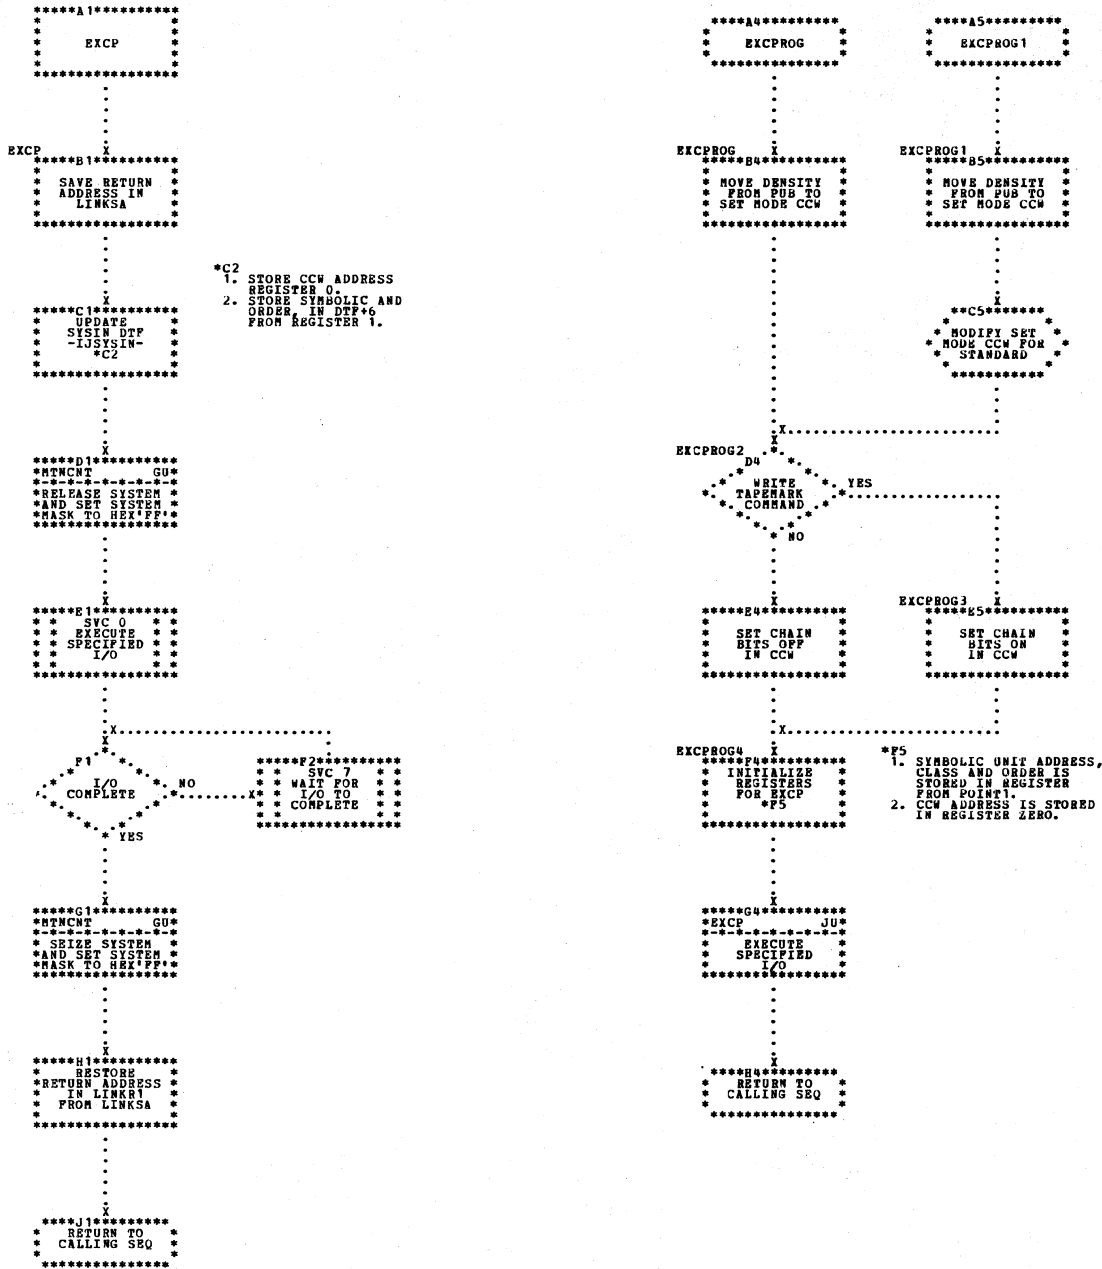 A1
EXCP
EXCP
B1
SAVE RETURN
ADDRESS IN
LINKSA
*C2
1. STORE CCW ADDRESS
REGISTER 0.
2. STORE SYMBOLIC AND
ORDER, IN DTF+6
FROM REGISTER 1.
C1
UPDATE
SYSIN DTF
-IJSYSIN-
*C2
D1
*MTNCNT GU*
*RELEASE SYSTEM *
*AND SET SYSTEM *
*MASK TO HEX'FF'*
E1
SVC 0
EXECUTE
SPECIFIED
I/O
F1
I/O
COMPLETE
NO
YES
F2
SVC 7
WAIT FOR
I/O TO
COMPLETE
G1
*MTNCNT GU*
* SEIZE SYSTEM *
*AND SET SYSTEM *
*MASK TO HEX'FF'*
H1
RESTORE
*RETURN ADDRESS *
IN LINKR1
FROM LINKSA
J1
RETURN TO
CALLING SEQ
A4
EXCPROG
A5
EXCPROG1
EXCPROG
B4
MOVE DENSITY
FROM PUB TO
SET MODE CCW
EXCPROG1
B5
MOVE DENSITY
FROM PUB TO
SET MODE CCW
C5
MODIFY SET
MODE CCW FOR
STANDARD
EXCPROG2
D4
WRITE
TAPEMARK
COMMAND
YES
NO
E4
SET CHAIN
BITS OFF
IN CCW
EXCPROG3
E5
SET CHAIN
BITS ON
IN CCW
EXCPROG4
F4
INITIALIZE
REGISTERS
FOR EXCP
*F5
*F5
1. SYMBOLIC UNIT ADDRESS,
CLASS AND ORDER IS
STORED IN REGISTER
FROM POINT1.
2. CCW ADDRESS IS STORED
IN REGISTER ZERO.
G4
*EXCP JU*
EXECUTE
SPECIFIED
I/O
H4
RETURN TO
CALLING SEQ